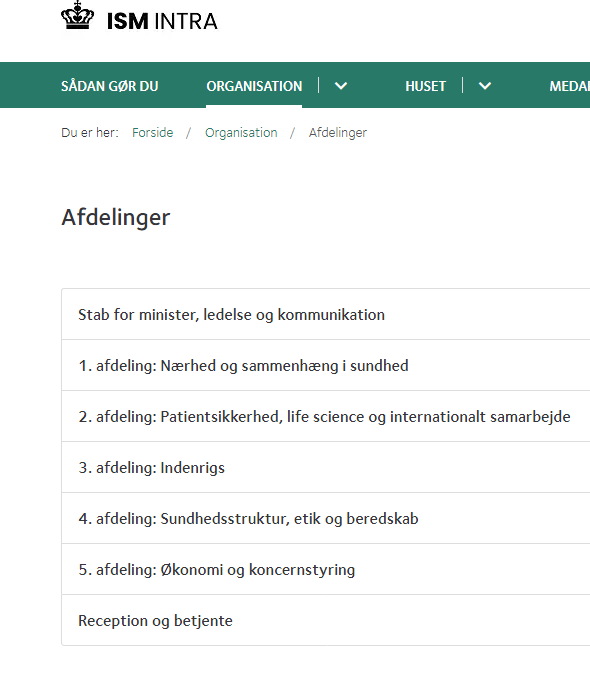 ISM INTRA
SÅDAN GØR DU ORGANISATION HUSET
Du er her: Forside / Organisation / Afdelinger
Afdelinger
Stab for minister, ledelse og kommunikation
1. afdeling: Nærhed og sammenhæng i sundhed
2. afdeling: Patientsikkerhed, life science og internationalt samarbejde
3. afdeling: Indenrigs
4. afdeling: Sundhedsstruktur, etik og beredskab
5. afdeling: Økonomi og koncernstyring
Reception og betjente